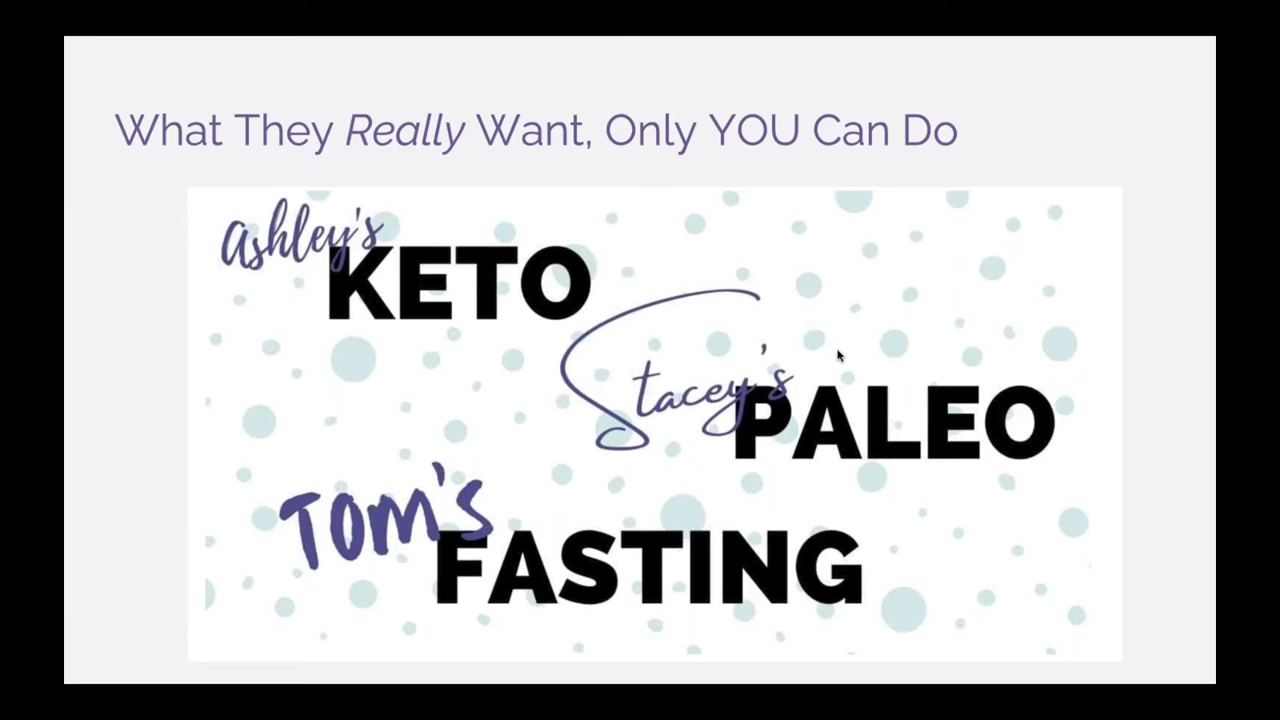 What They Really Want, Only YOU Can Do
Ashley's
KETO
Stacey's
PALEO
TOM'S
FASTING